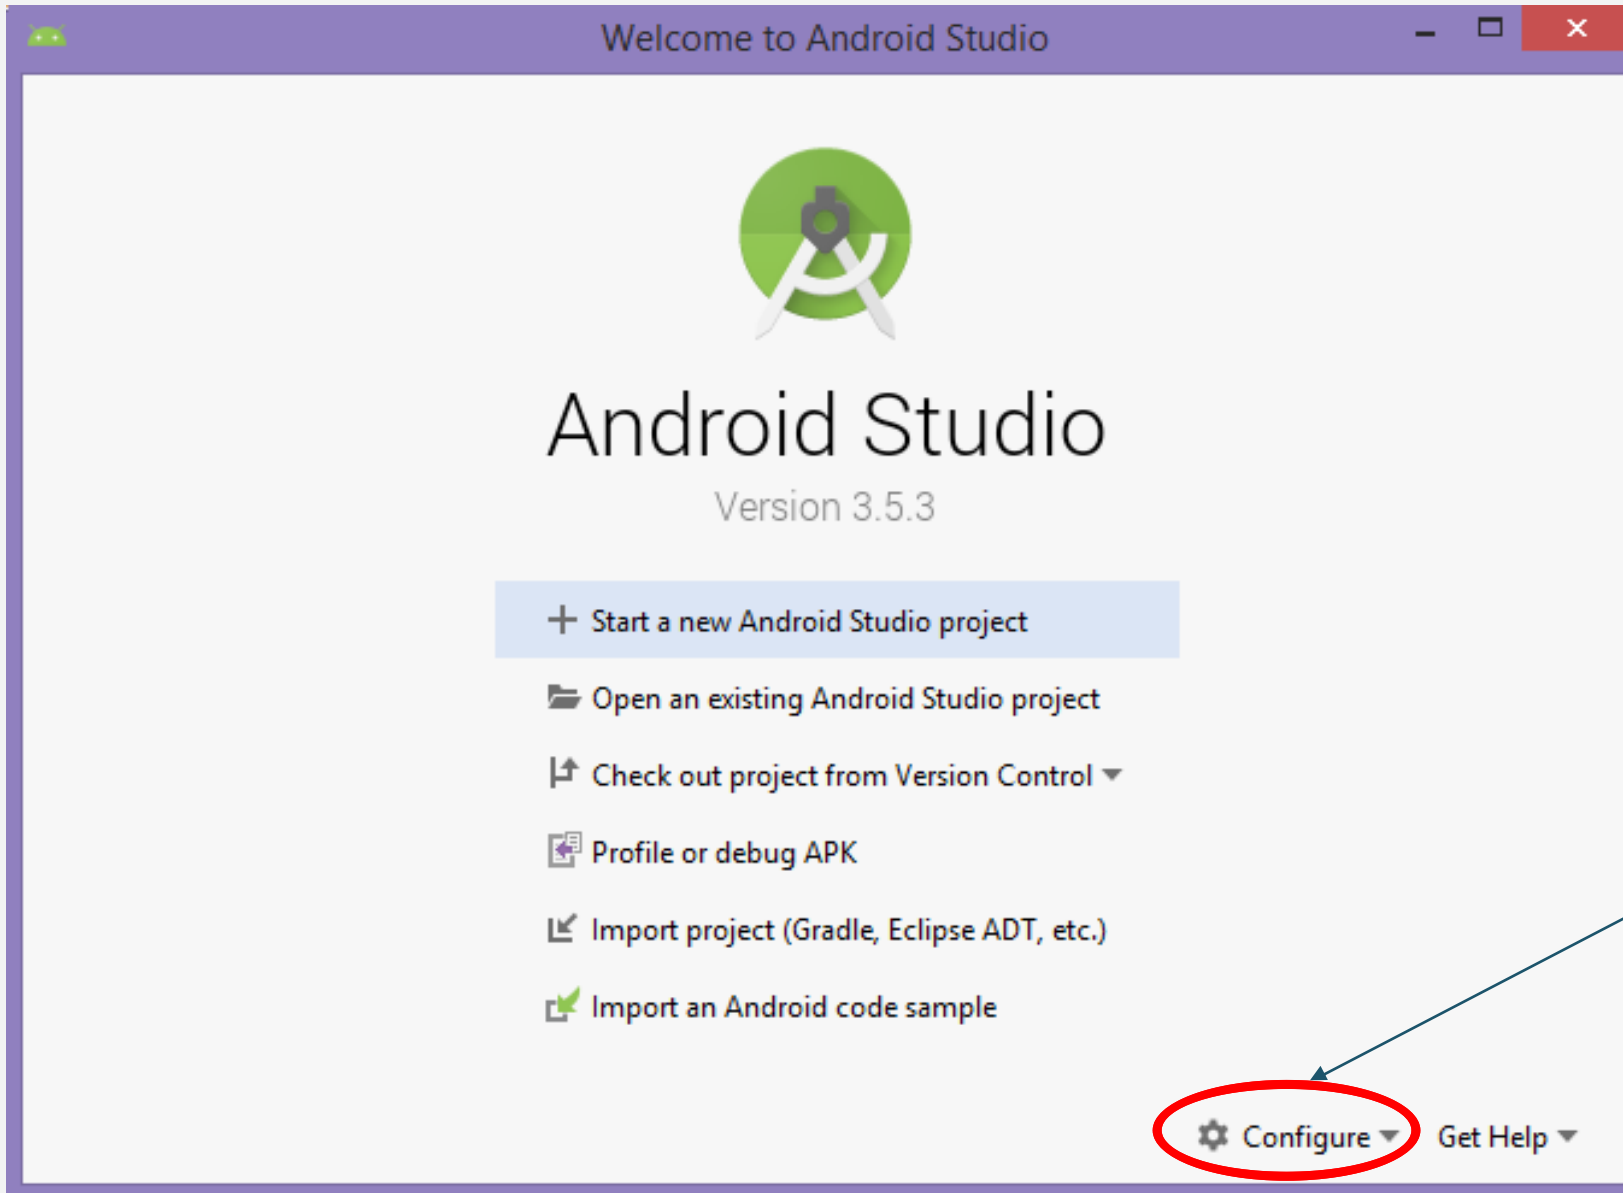 Welcome to Android Studio
Android Studio
Version 3.5.3
Start a new Android Studio project
Open an existing Android Studio project
Check out project from Version Control
Profile or debug APK
Import project (Gradle, Eclipse ADT, etc.)
Import an Android code sample
Configure Get Help